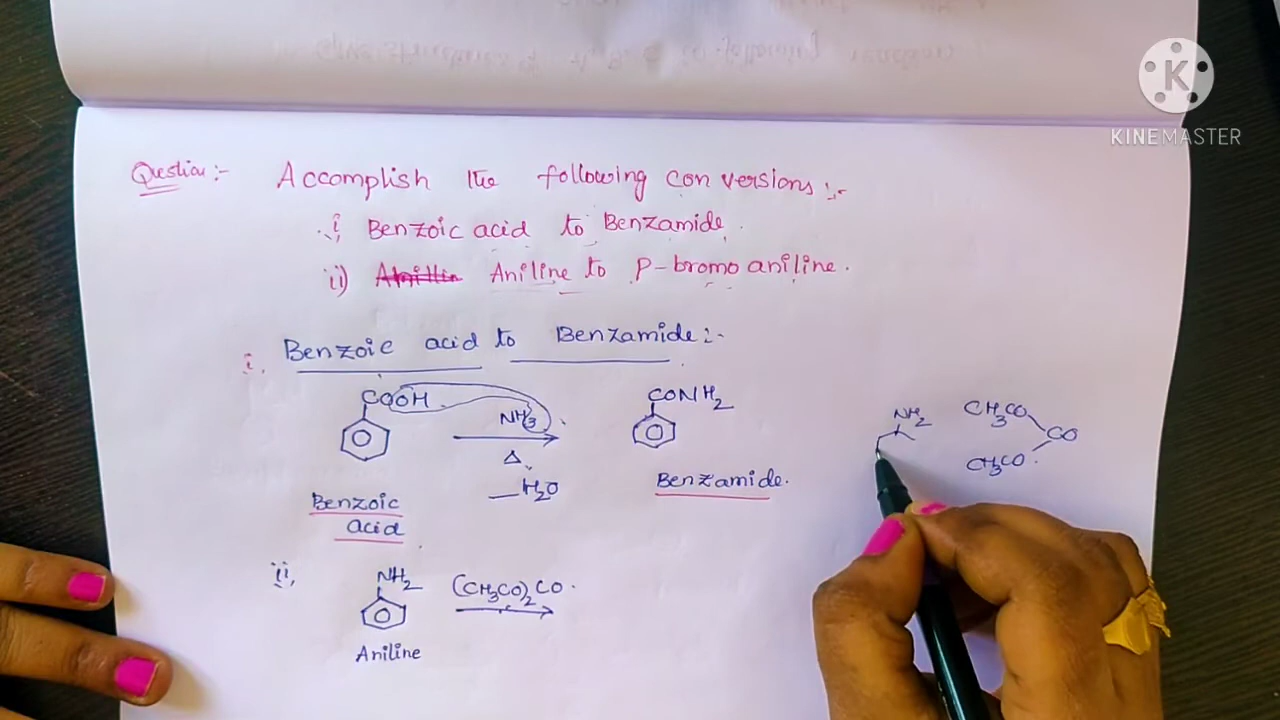 KINEMASTER
Question:- Accomplish the following conversions:-
i, Benzoic acid to Benzamide.
ii) Aniline to P-bromo aniline.
i. Benzoic acid to Benzamide:-
COOH NH3 CONH2
Δ
—H2O
Benzoic acid
Benzamide.
NH2 CH3CO
CO
CH3CO
ii, NH2 (CH3CO)2CO
Aniline